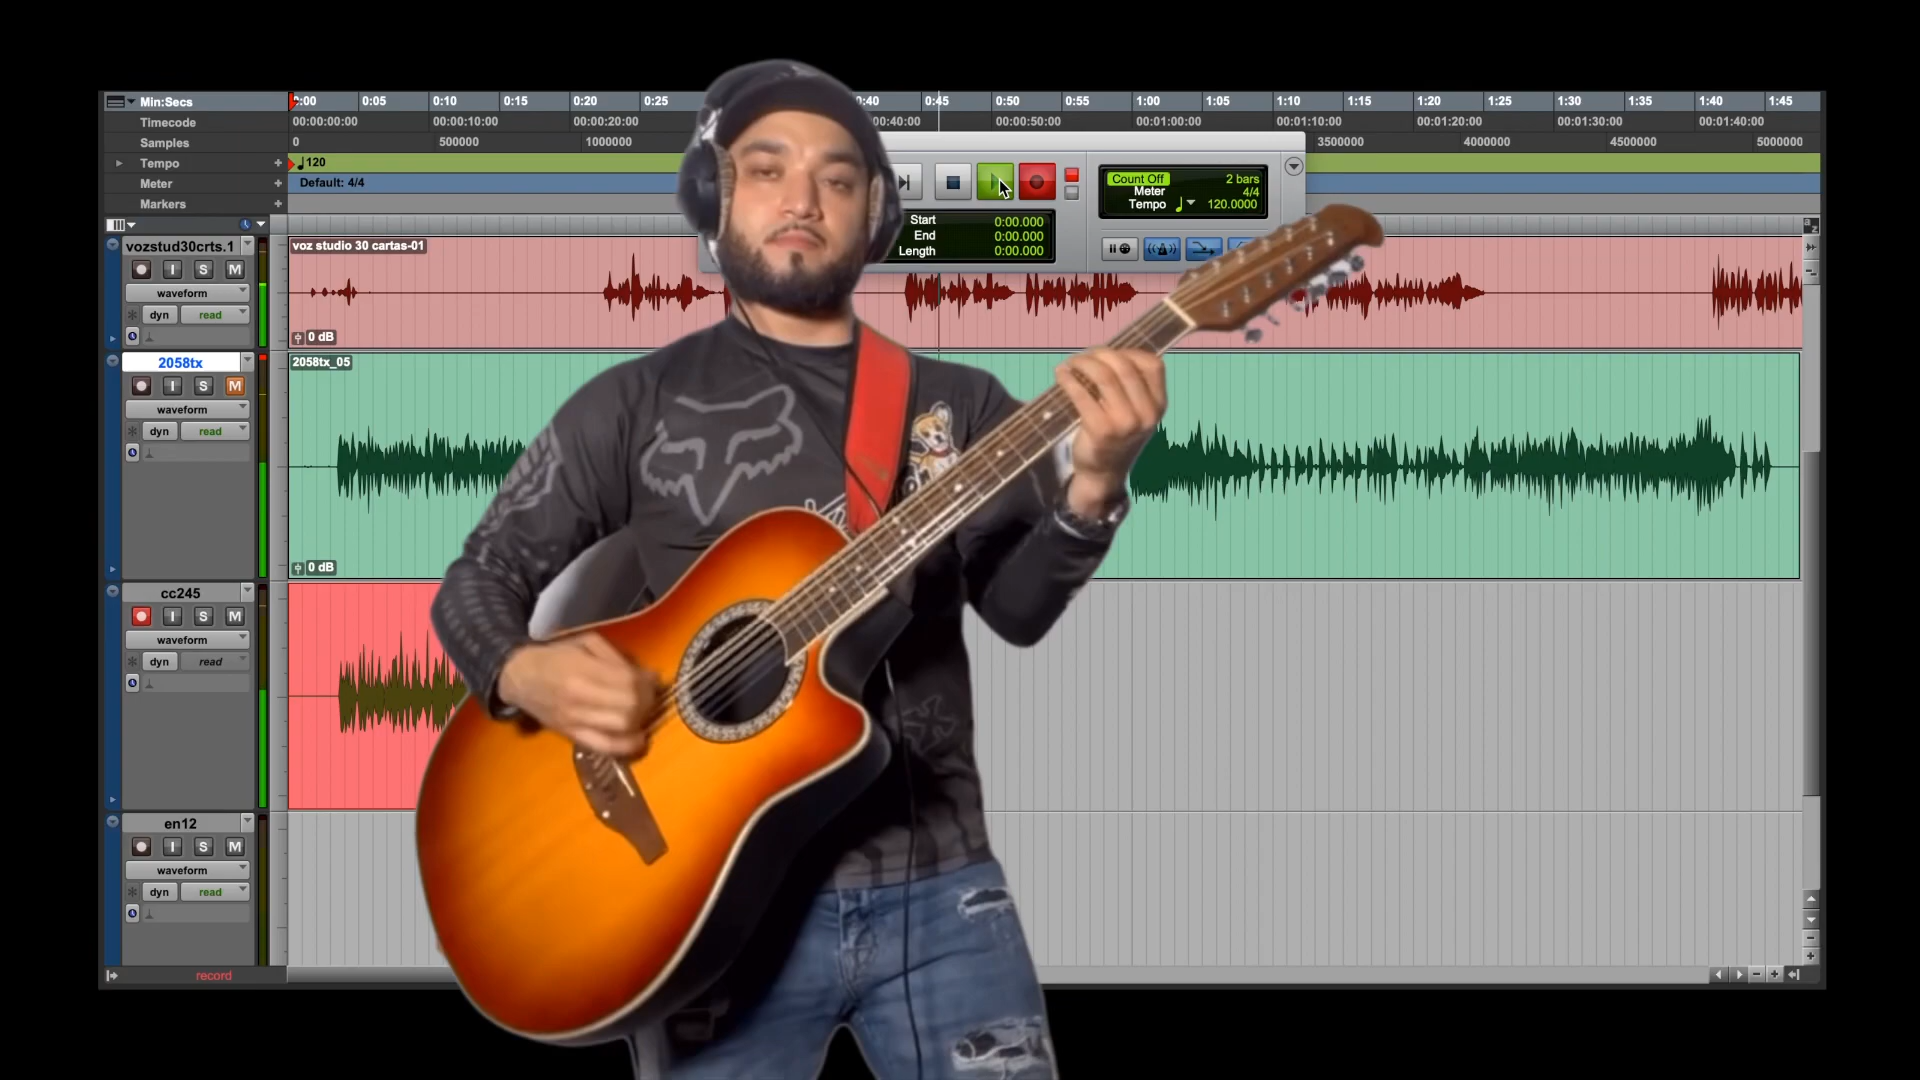 Min:Secs
0:00 0:05 0:10 0:15 0:20 0:25 0:40 0:45 0:50 0:55 1:00 1:05 1:10 1:15 1:20 1:25 1:30 1:35 1:40 1:45
Timecode
00:00:00:00 00:00:10:00 00:00:20:00 00:00:40:00 00:00:50:00 00:01:00:00 00:01:10:00 00:01:20:00 00:01:30:00 00:01:40:00
Samples
0 500000 1000000 3500000 4000000 4500000 5000000
Tempo +
120
Meter +
Default: 4/4
Markers +
Count Off 2 bars
Meter 4/4
Tempo 120.0000
Start 0:00.000
End 0:00.000
Length 0:00.000
vozstud30crts.1
I S M
waveform
dyn read
voz studio 30 cartas-01
0 dB
2058tx
I S M
waveform
dyn read
2058tx_05
0 dB
cc245
I S M
waveform
dyn read
en12
I S M
waveform
dyn read
record